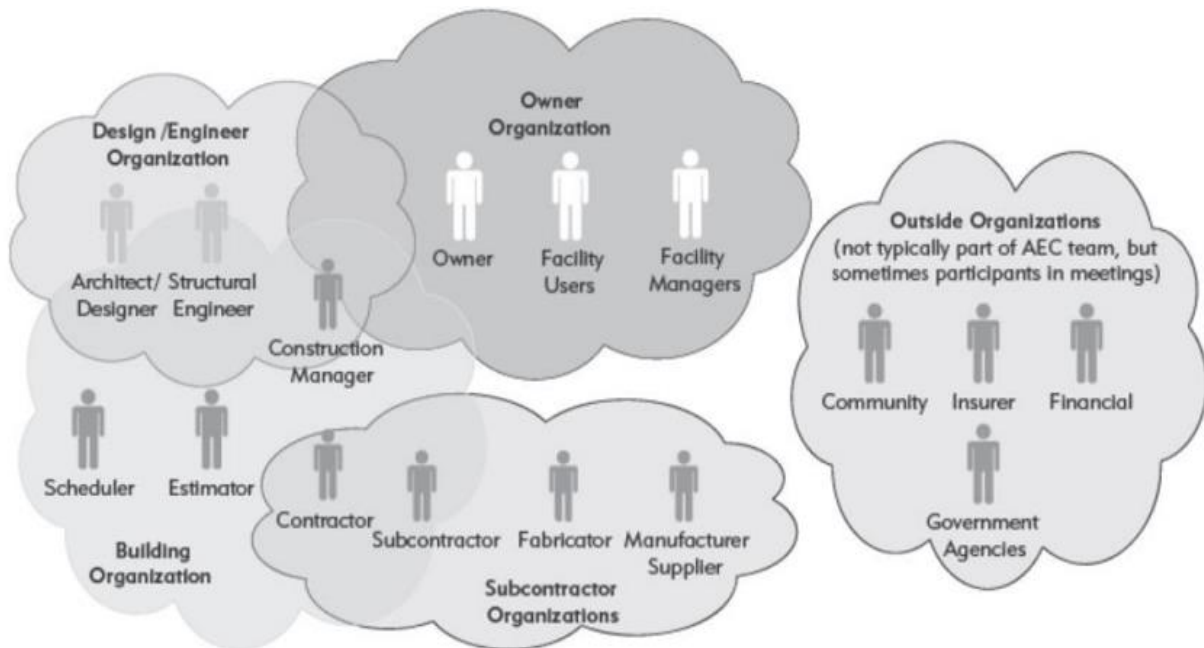 Design /Engineer
Organization
Architect/
Designer
Structural
Engineer
Owner
Organization
Owner
Facility
Users
Facility
Managers
Construction
Manager
Scheduler
Estimator
Contractor
Building
Organization
Subcontractor
Fabricator
Manufacturer
Supplier
Subcontractor
Organizations
Outside Organizations
(not typically part of AEC team, but
sometimes participants in meetings)
Community
Insurer
Financial
Government
Agencies